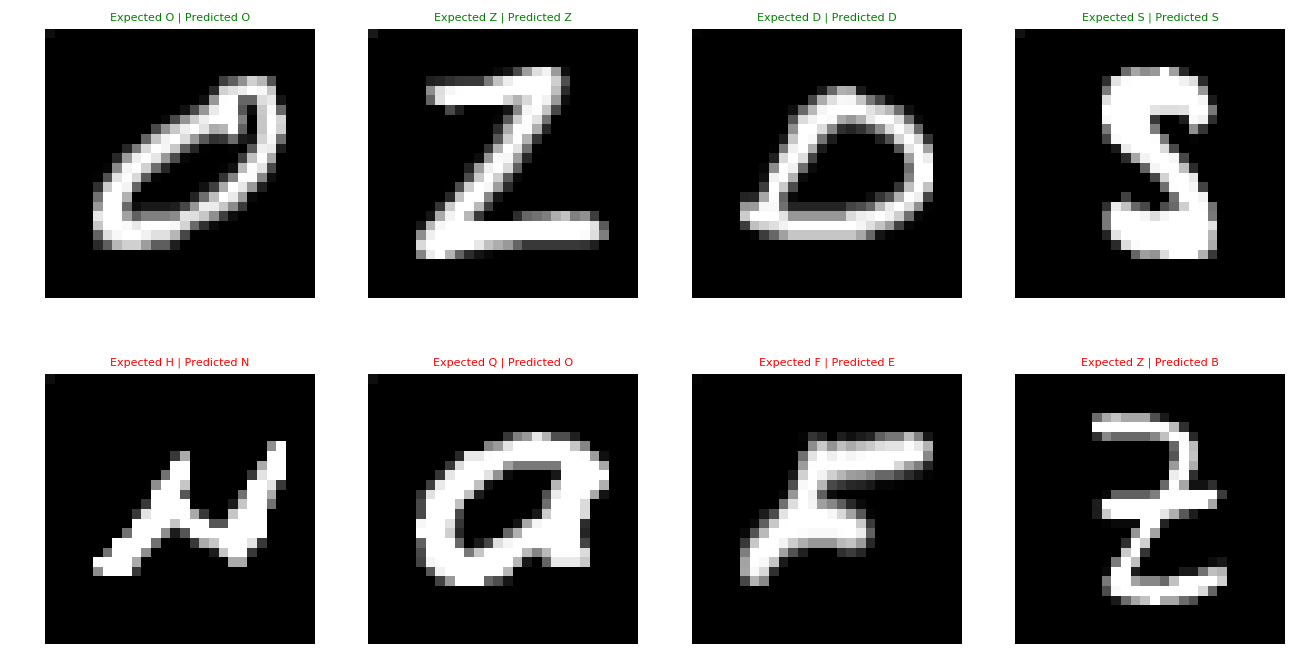 Expected O | Predicted O
Expected Z | Predicted Z
Expected D | Predicted D
Expected S | Predicted S
O
Z
D
S
Expected H | Predicted N
Expected Q | Predicted O
Expected F | Predicted E
Expected Z | Predicted B
H
Q
F
Z